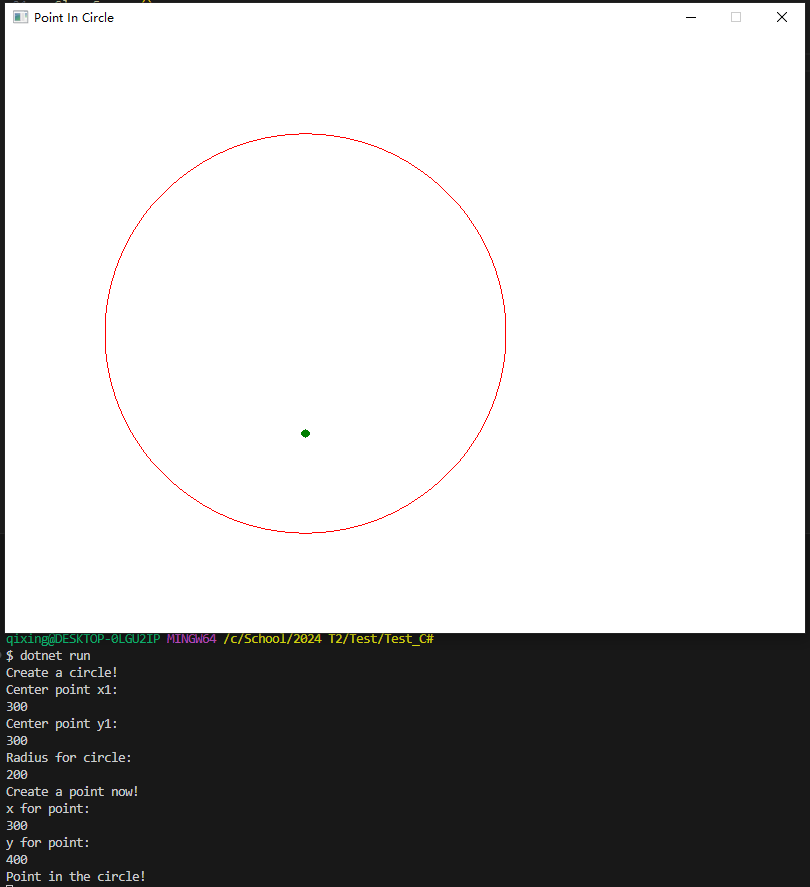 Point In Circle
qixing@DESKTOP-0LGU2IP MINGW64 /c/School/2024 T2/Test/Test_C#
$ dotnet run
Create a circle!
Center point x1:
300
Center point y1:
300
Radius for circle:
200
Create a point now!
x for point:
300
y for point:
400
Point in the circle!